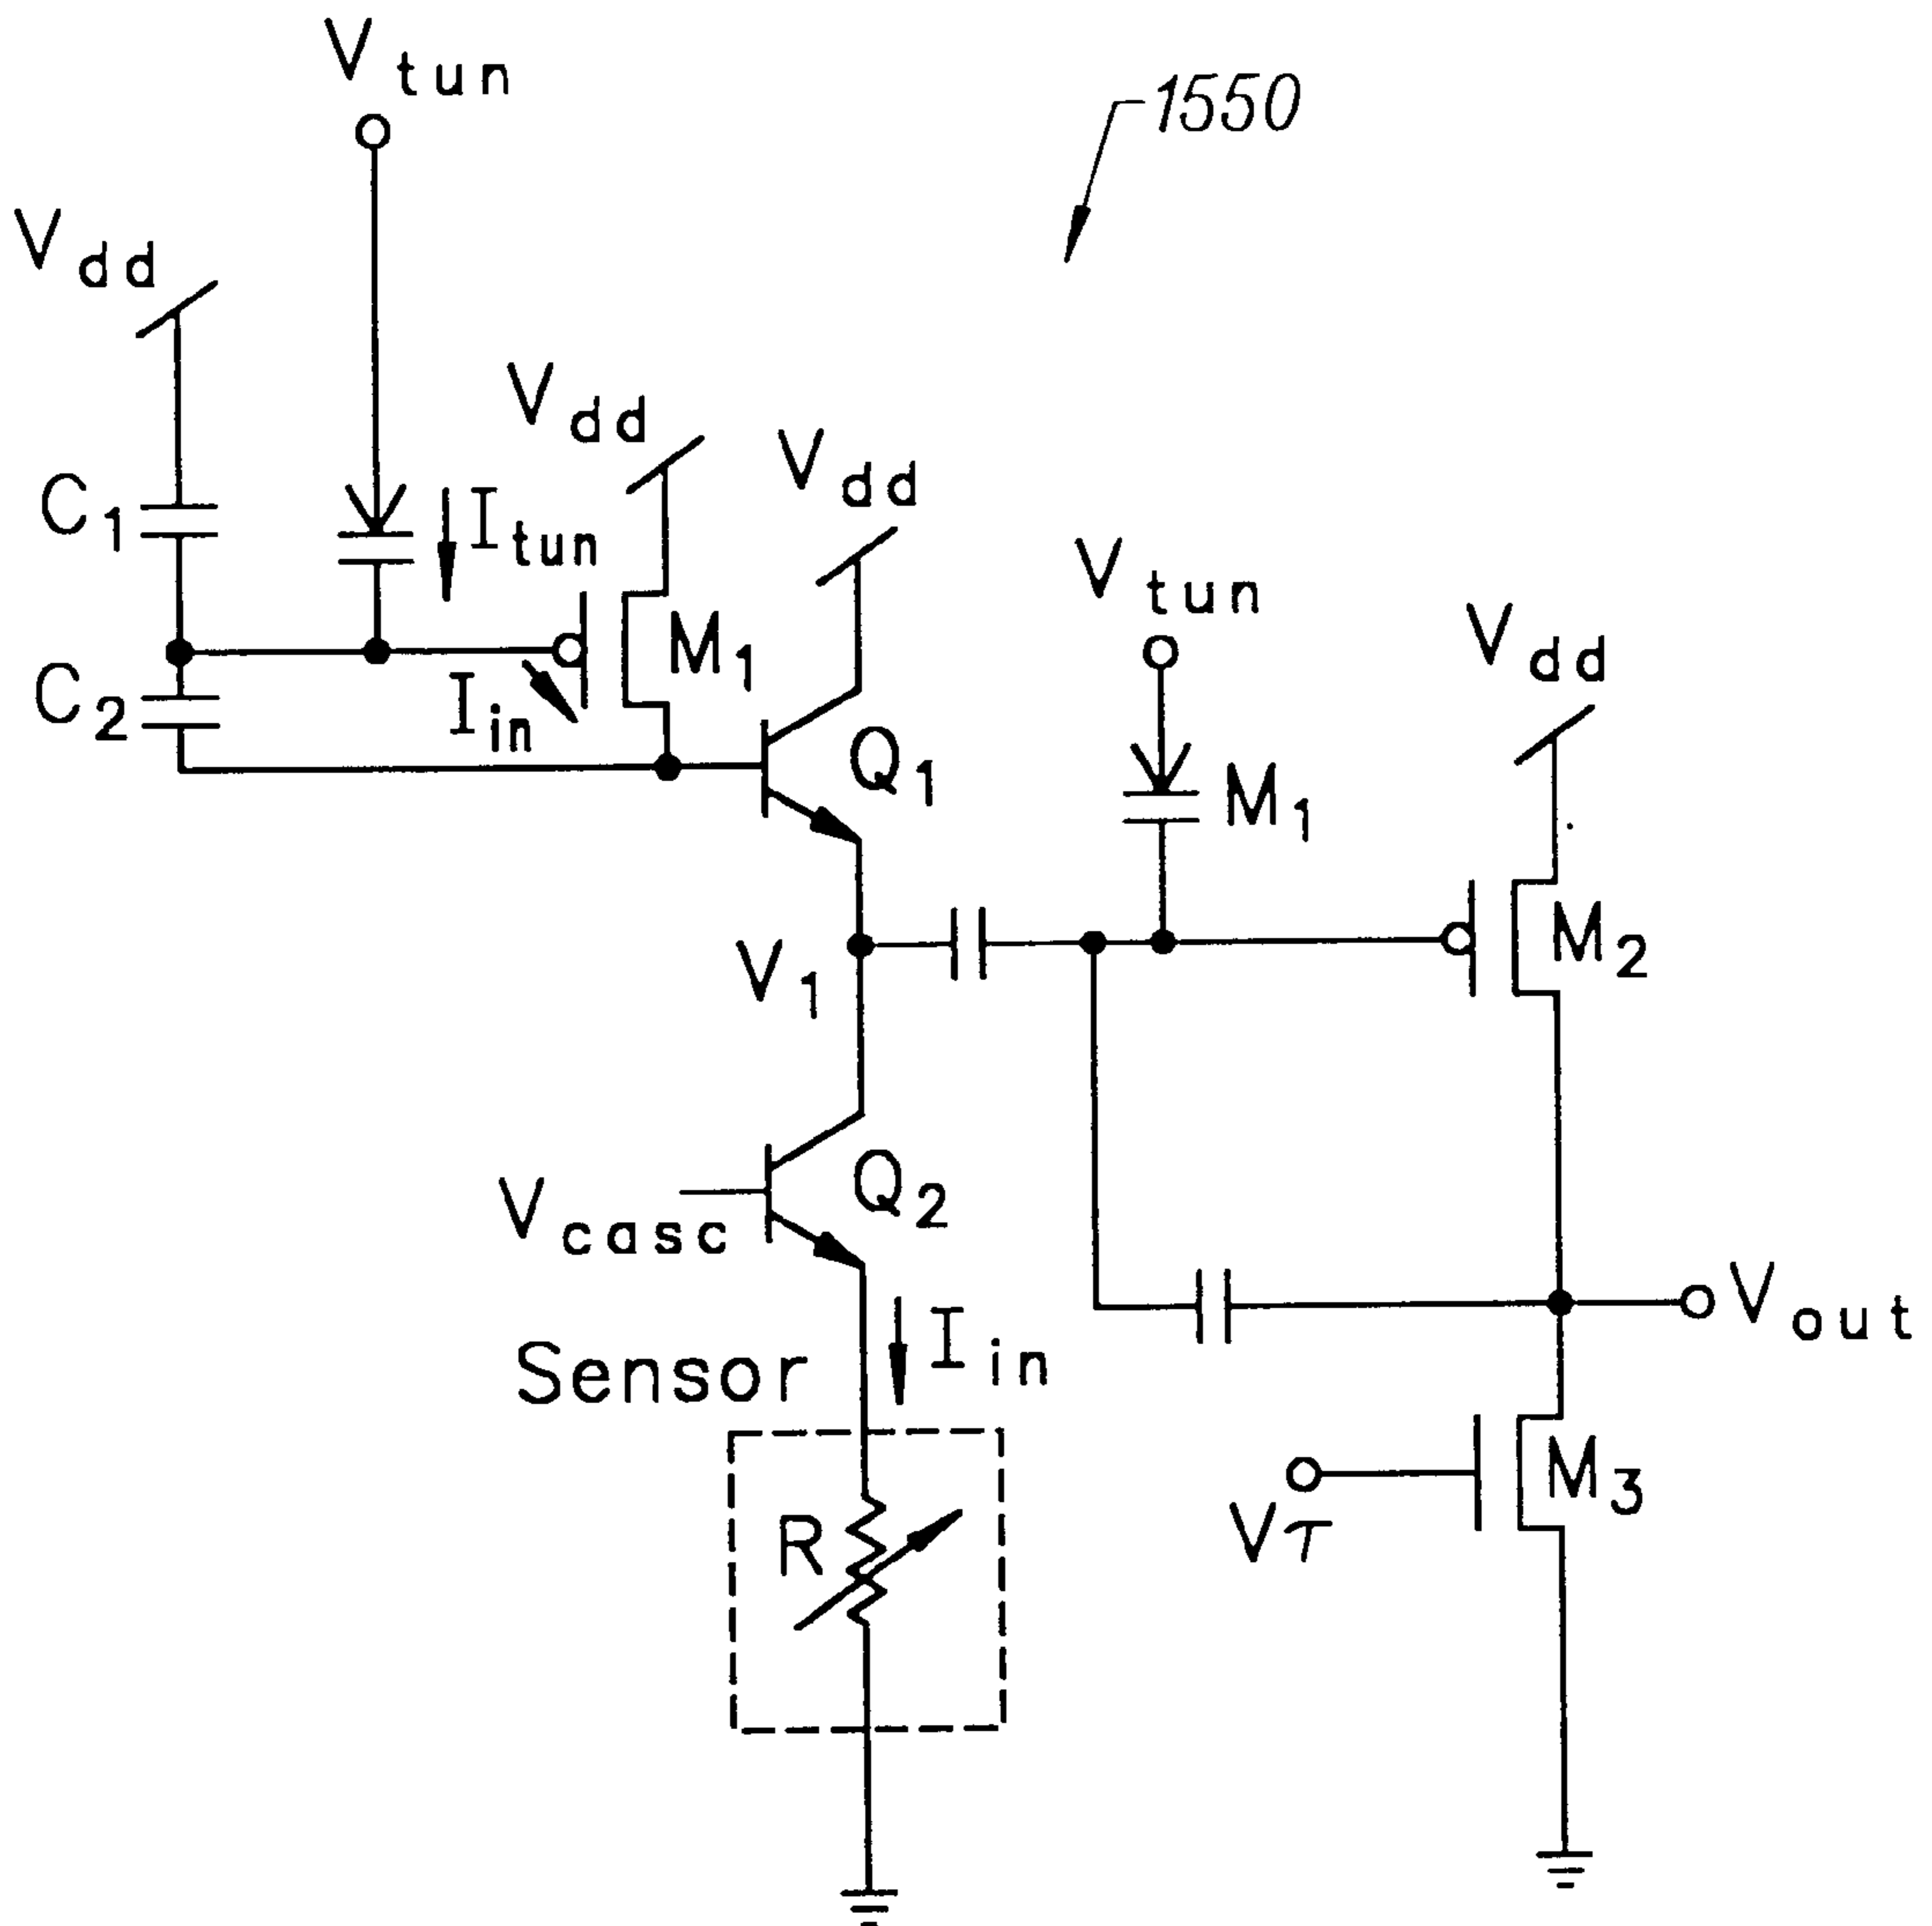 Vtun
1550
Vdd
Vdd
Vdd
C1
Itun
Vtun
M1
Vdd
C2
Iin
Q1
M1
M2
V1
Q2
Vcasc
Vout
Iin
Sensor
M3
R
Vτ